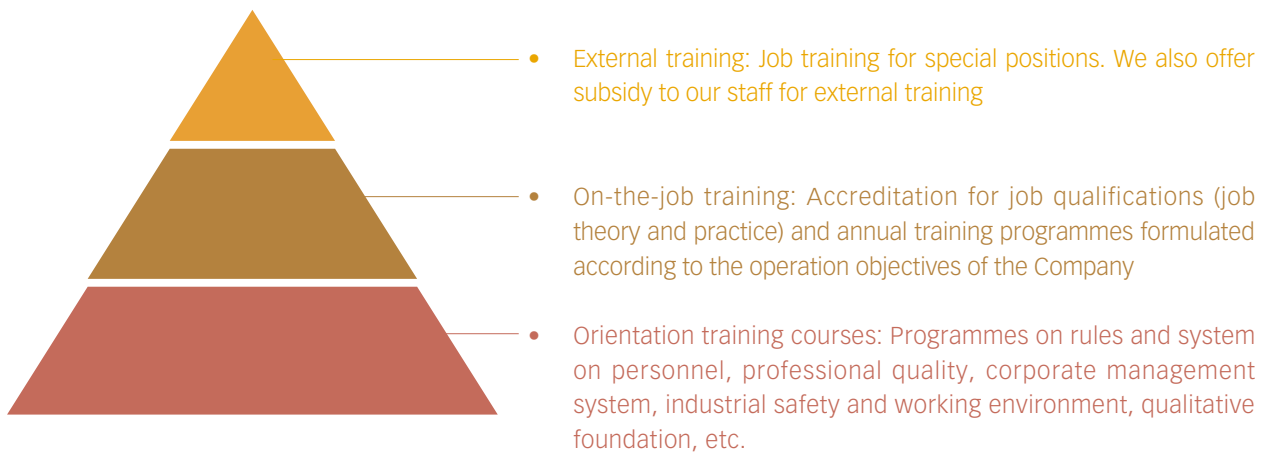 • External training: Job training for special positions. We also offer
subsidy to our staff for external training
• On-the-job training: Accreditation for job qualifications (job
theory and practice) and annual training programmes formulated
according to the operation objectives of the Company
• Orientation training courses: Programmes on rules and system
on personnel, professional quality, corporate management
system, industrial safety and working environment, qualitative
foundation, etc.